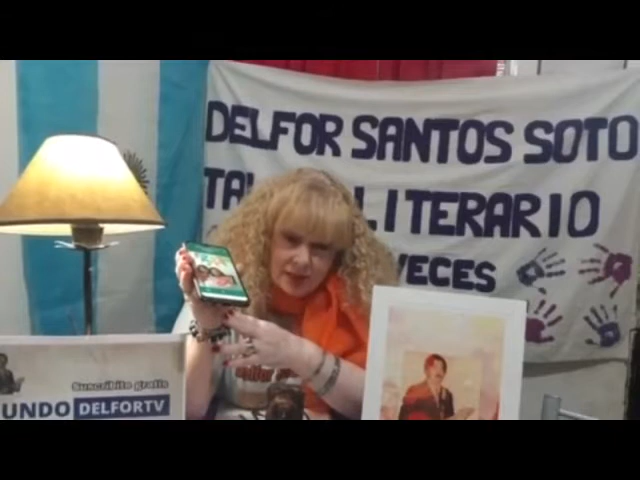 DELFOR SANTOS SOTO
LITERARIO
VECES
Suscribite gratis
UNDO DELFORTV